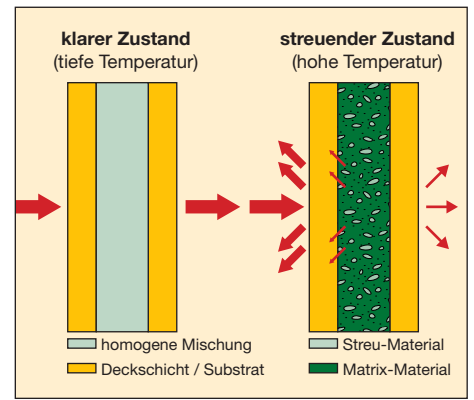 klarer Zustand
(tiefe Temperatur)
streuender Zustand
(hohe Temperatur)
homogene Mischung
Deckschicht / Substrat
Streu-Material
Matrix-Material